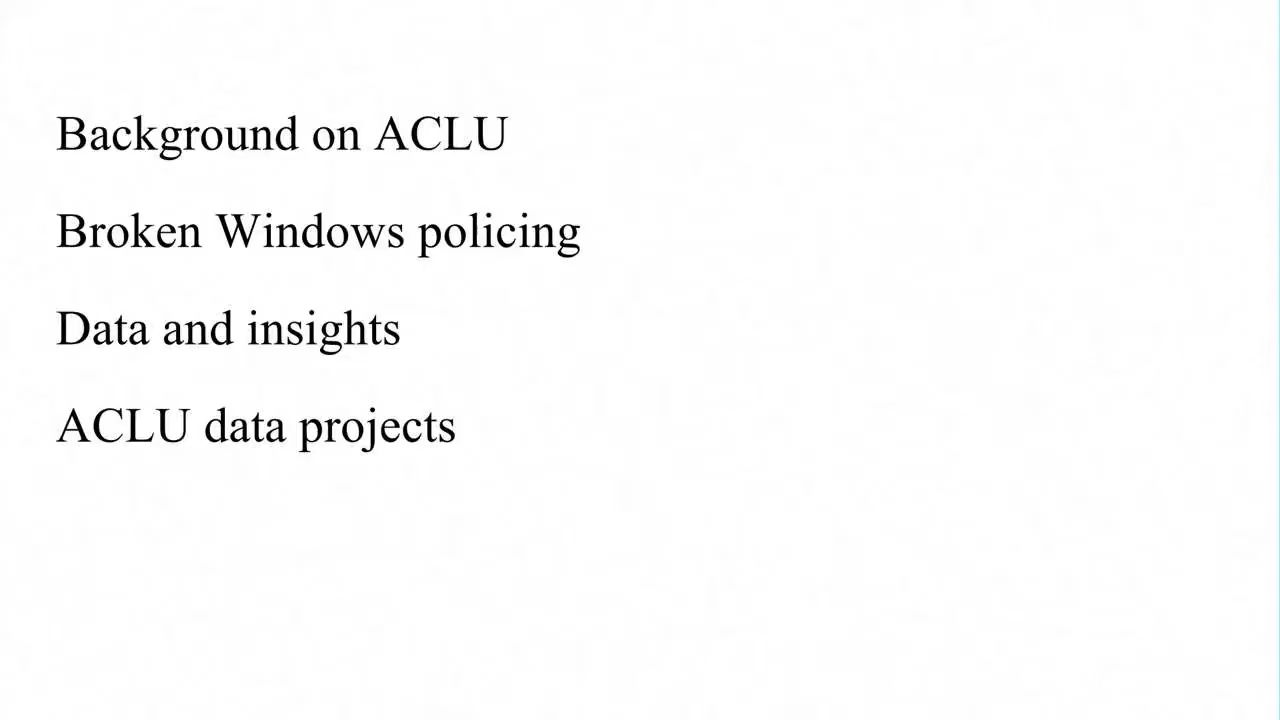 Background on ACLU
Broken Windows policing
Data and insights
ACLU data projects